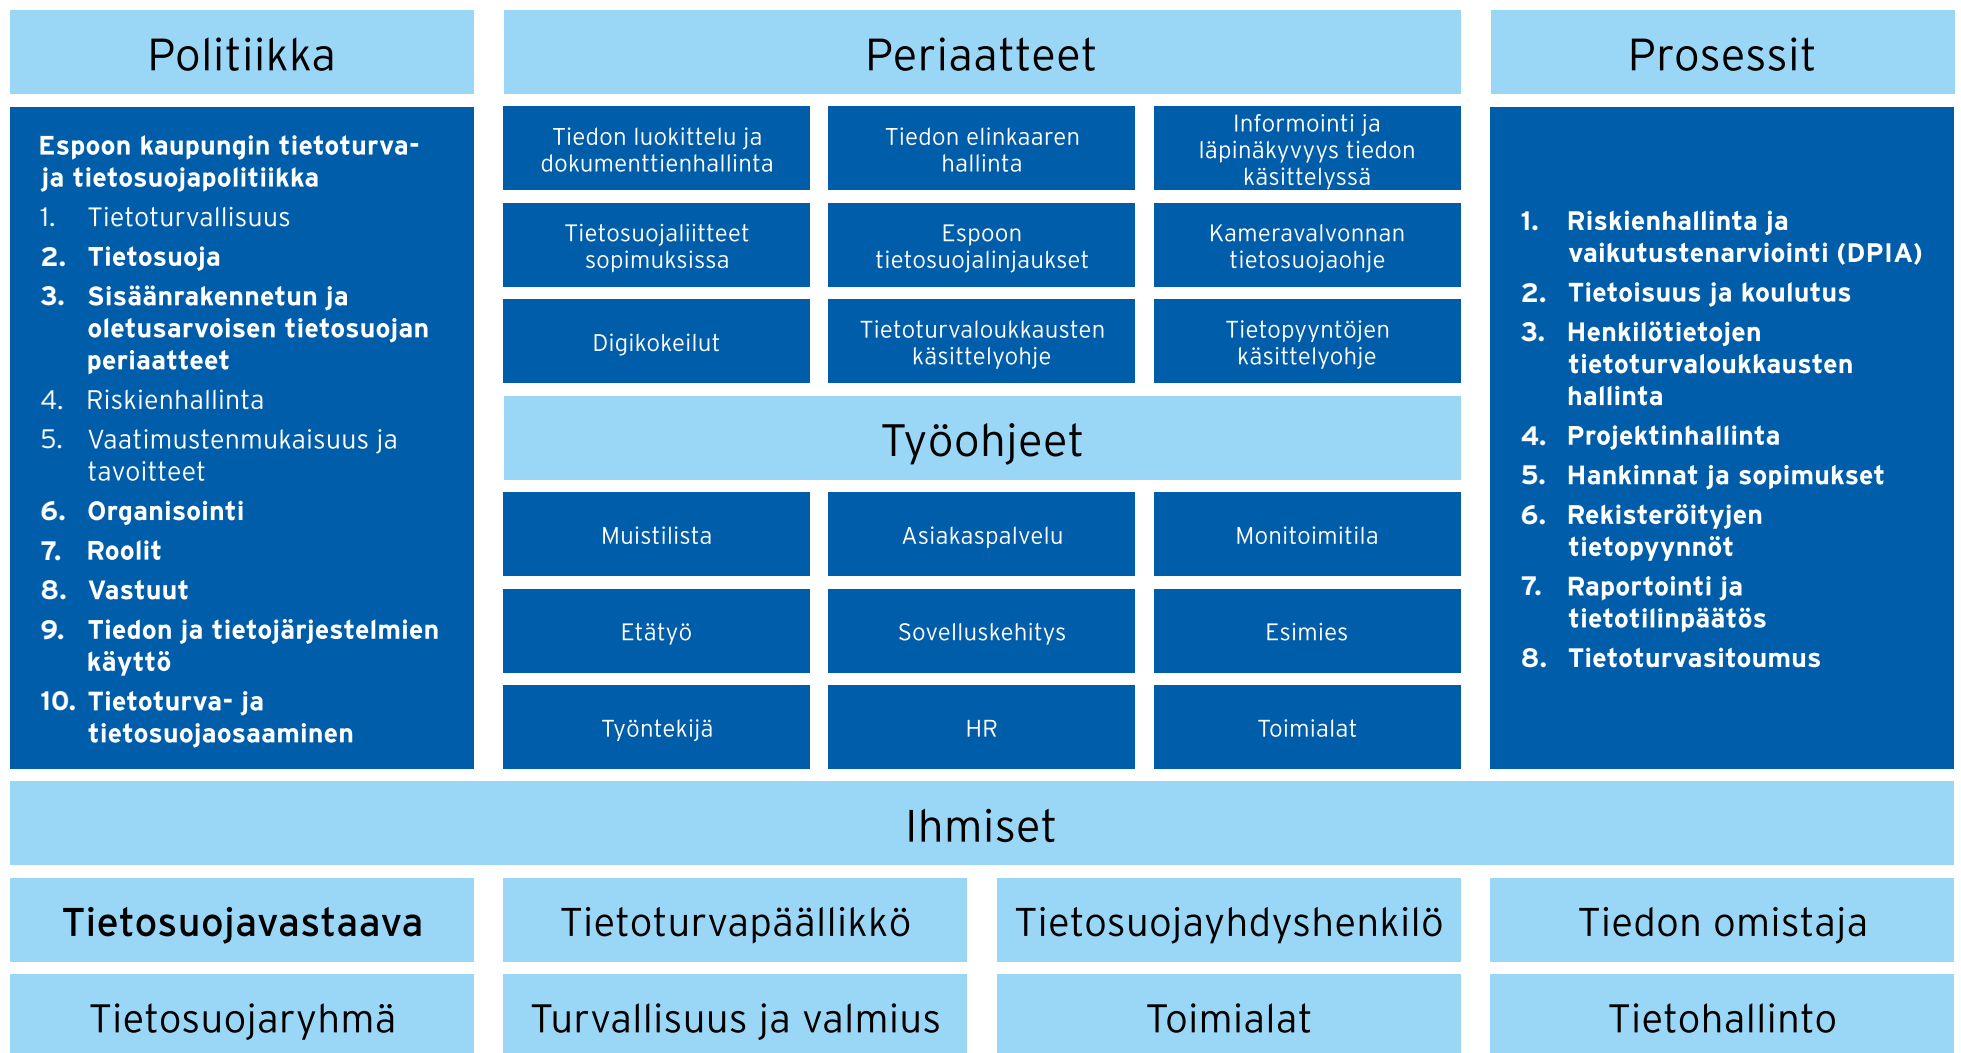 Politiikka
Espoon kaupungin tietoturva-
ja tietosuojapolitiikka
1. Tietoturvallisuus
2. Tietosuoja
3. Sisäänrakennetun ja
oletusarvoisen tietosuojan
periaatteet
4. Riskienhallinta
5. Vaatimustenmukaisuus ja
tavoitteet
6. Organisointi
7. Roolit
8. Vastuut
9. Tiedon ja tietojärjestelmien
käyttö
10. Tietoturva- ja
tietosuojaosaaminen
Periaatteet
Tiedon luokittelu ja
dokumenttienhallinta
Tiedon elinkaaren
hallinta
Informointi ja
läpinäkyvyys tiedon
käsittelyssä
Tietosuojaliitteet
sopimuksissa
Espoon
tietosuojalinjaukset
Kameravalvonnan
tietosuojaohje
Digikokeilut
Tietoturvaloukkausten
käsittelyohje
Tietopyyntöjen
käsittelyohje
Työohjeet
Muistilista
Asiakaspalvelu
Monitoimitila
Etätyö
Sovelluskehitys
Esimies
Työntekijä
HR
Toimialat
Prosessit
1. Riskienhallinta ja
vaikutustenarviointi (DPIA)
2. Tietoisuus ja koulutus
3. Henkilötietojen
tietoturvaloukkausten
hallinta
4. Projektinhallinta
5. Hankinnat ja sopimukset
6. Rekisteröityjen
tietopyynnöt
7. Raportointi ja
tietotilinpäätös
8. Tietoturvasitoumus
Ihmiset
Tietosuojavastaava
Tietoturvapäällikkö
Tietosuojayhdyshenkilö
Tiedon omistaja
Tietosuojaryhmä
Turvallisuus ja valmius
Toimialat
Tietohallinto